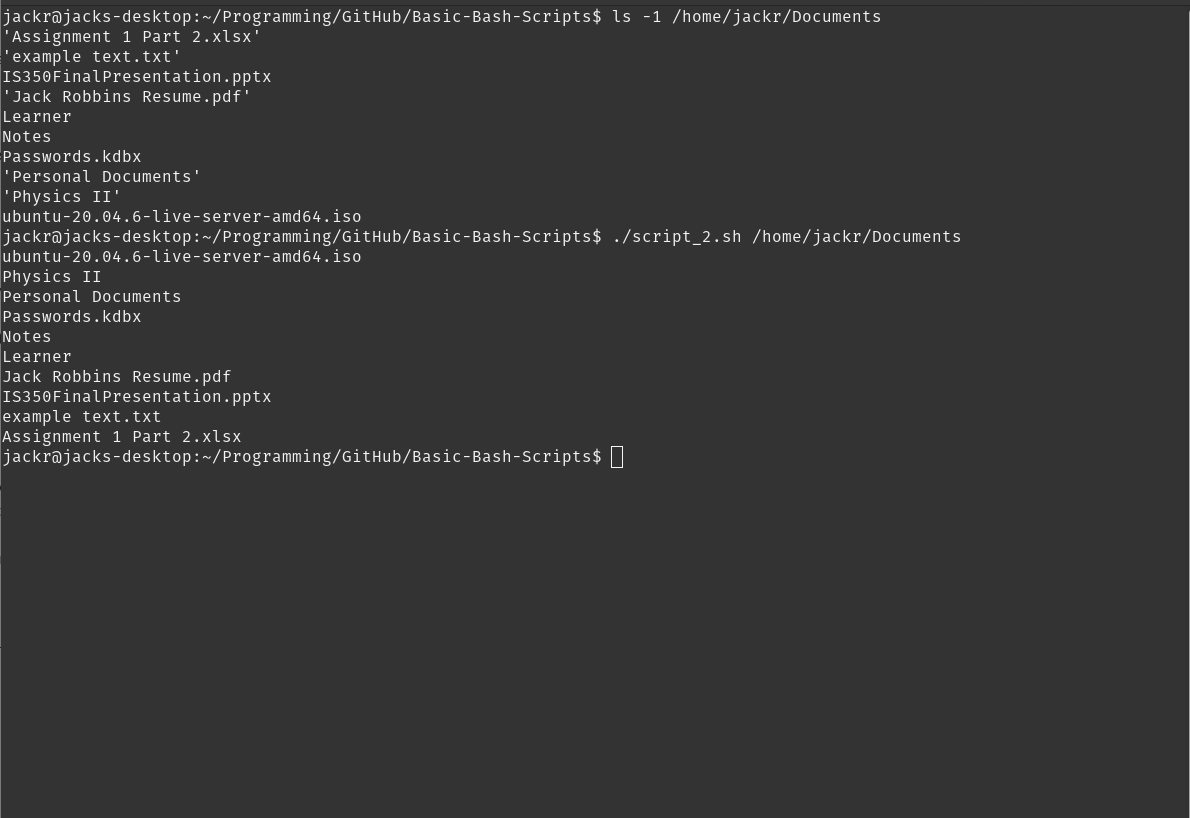 jackr@jacks-desktop:~/Programming/GitHub/Basic-Bash-Scripts$ ls -1 /home/jackr/Documents
'Assignment 1 Part 2.xlsx'
'example text.txt'
IS350FinalPresentation.pptx
'Jack Robbins Resume.pdf'
Learner
Notes
Passwords.kdbx
'Personal Documents'
'Physics II'
ubuntu-20.04.6-live-server-amd64.iso
jackr@jacks-desktop:~/Programming/GitHub/Basic-Bash-Scripts$ ./script_2.sh /home/jackr/Documents
ubuntu-20.04.6-live-server-amd64.iso
Physics II
Personal Documents
Passwords.kdbx
Notes
Learner
Jack Robbins Resume.pdf
IS350FinalPresentation.pptx
example text.txt
Assignment 1 Part 2.xlsx
jackr@jacks-desktop:~/Programming/GitHub/Basic-Bash-Scripts$